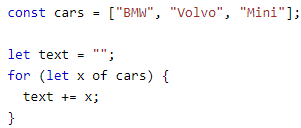 const cars = ["BMW", "Volvo", "Mini"];

let text = "";
for (let x of cars) {
  text += x;
}